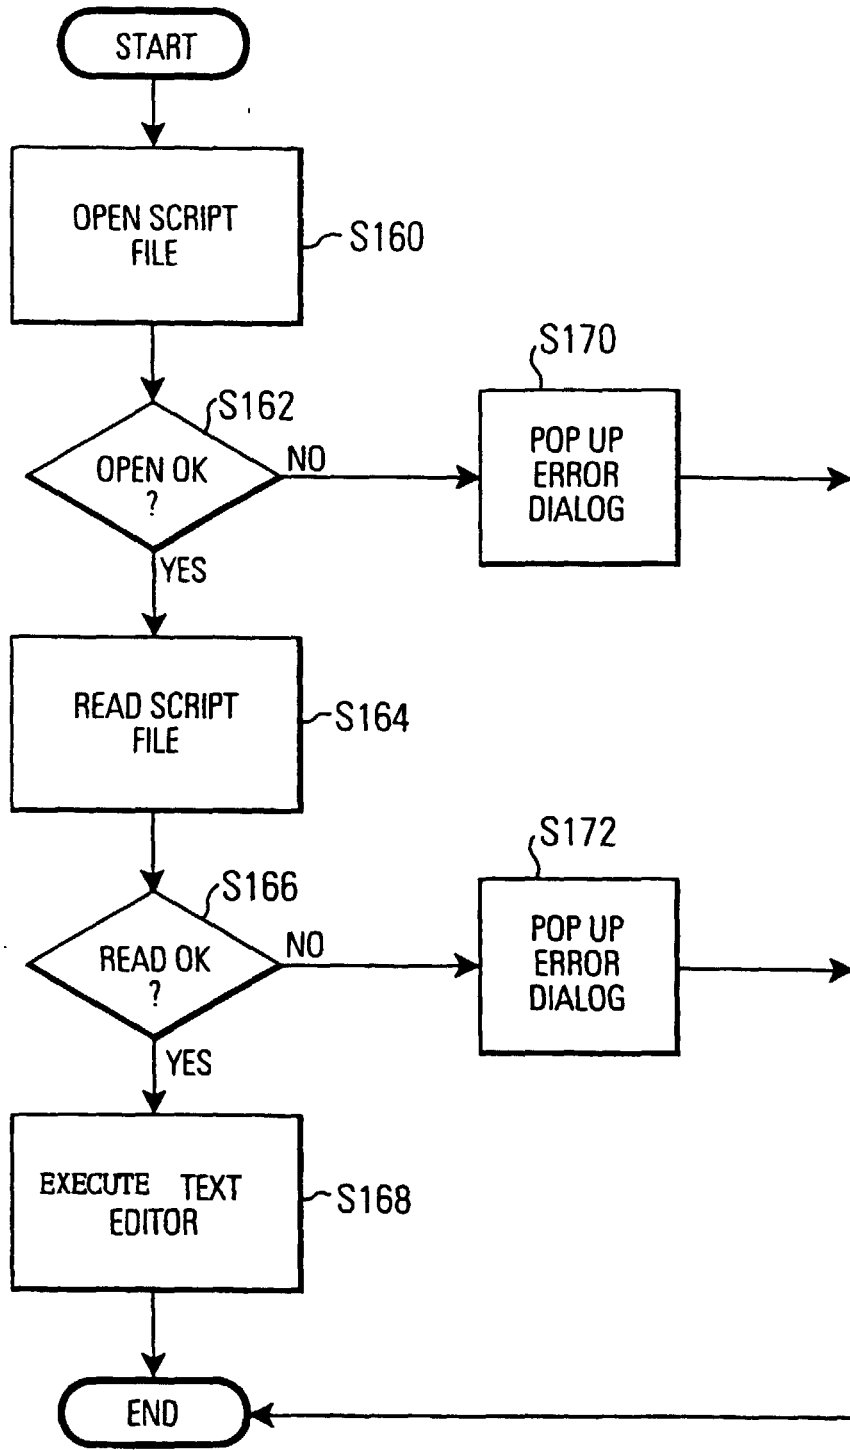 START
OPEN SCRIPT
FILE
S160
S162
OPEN OK
?
NO
YES
S170
POP UP
ERROR
DIALOG
READ SCRIPT
FILE
S164
S166
READ OK
?
NO
YES
S172
POP UP
ERROR
DIALOG
EXECUTE TEXT
EDITOR
S168
END